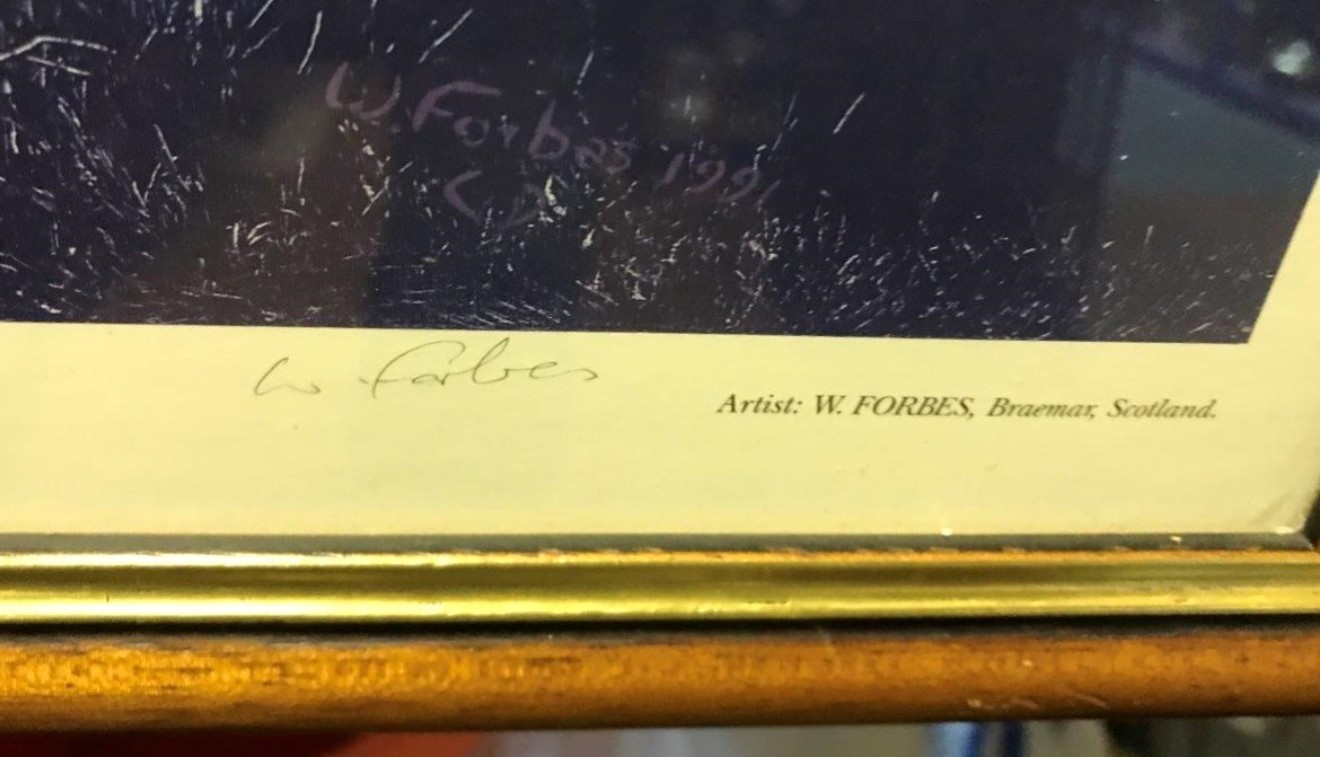 W. Forbes 1991
W. Forbes
Artist: W. FORBES, Braemar, Scotland.